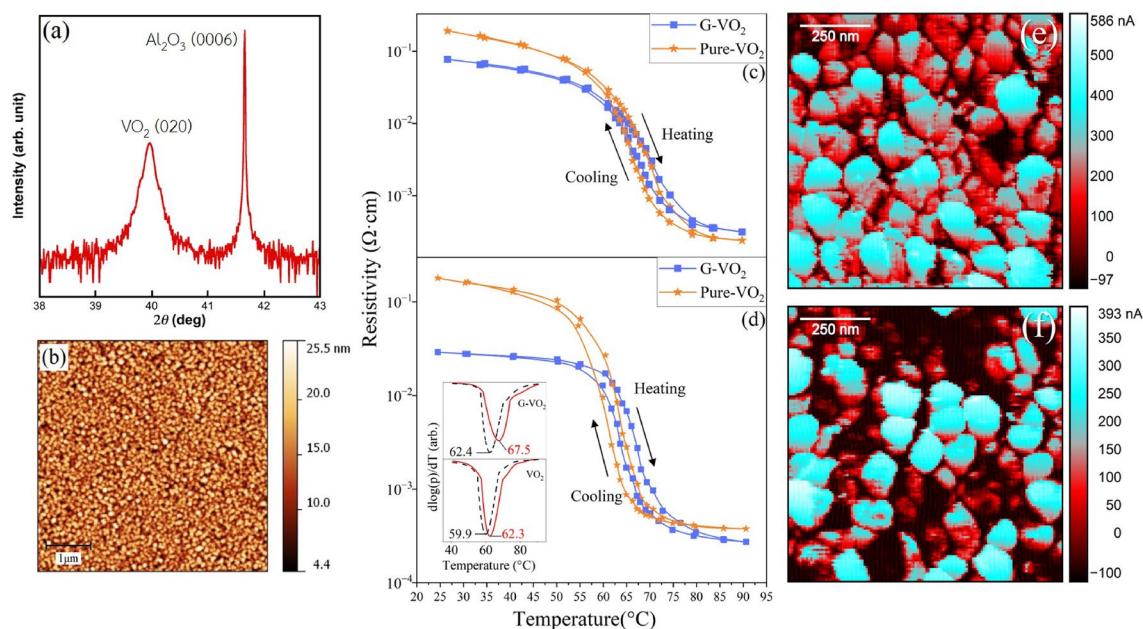 (a)
Al₂O₃ (0006)
VO₂ (020)
Intensity (arb. unit)
38 39 40 41 42 43
2θ (deg)
(b)
1μm
25.5 nm
20.0
15.0
10.0
4.4
G-VO₂
Pure-VO₂
(c)
Heating
Cooling
10⁻¹
10⁻²
10⁻³
Resistivity (Ω·cm)
G-VO₂
Pure-VO₂
(d)
Heating
Cooling
10⁻¹
10⁻²
10⁻³
10⁻⁴
G-VO₂
62.4
67.5
VO₂
59.9
62.3
dlog(ρ)/dT (arb.)
40 60 80
Temperature (°C)
20 25 30 35 40 45 50 55 60 65 70 75 80 85 90 95
Temperature(°C)
250 nm
(e)
586 nA
500
400
300
200
100
0
−97
250 nm
(f)
393 nA
350
300
250
200
150
100
50
0
−100